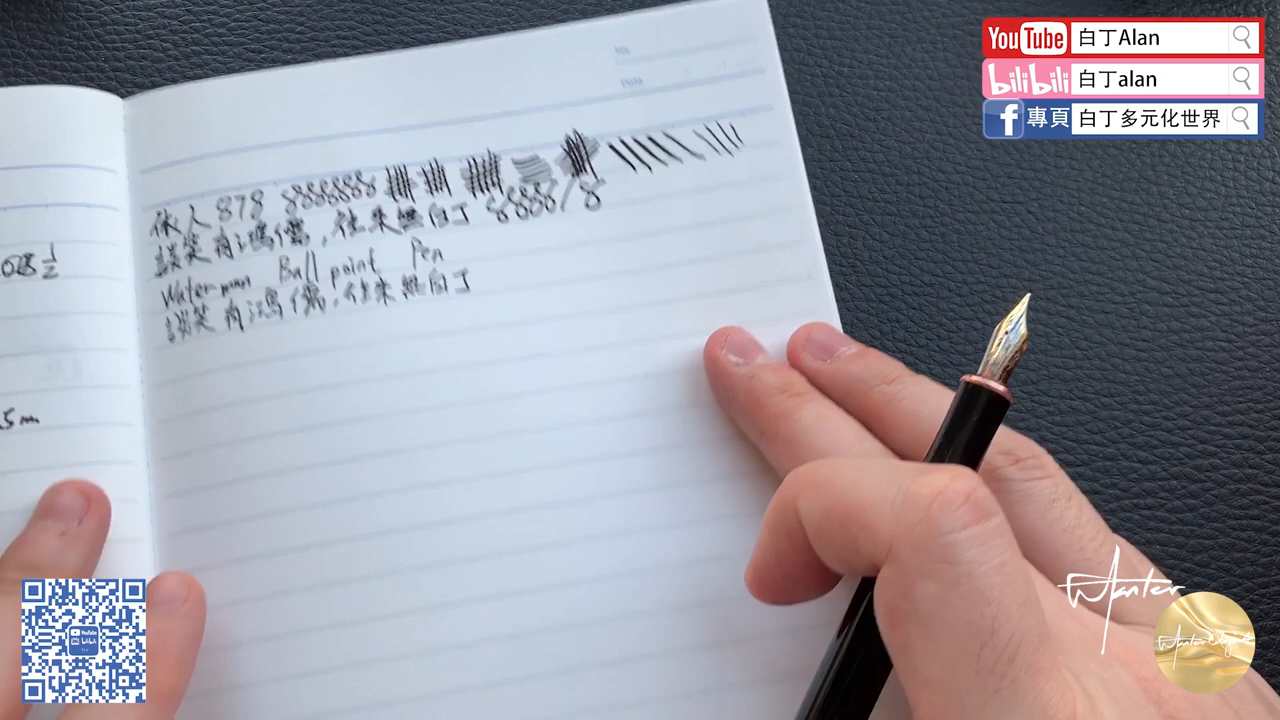 YouTube 白丁Alan
bilibili 白丁alan
f 專頁 白丁多元化世界
No.
Date
伙人 878 8888888
談笑有鴻儒，往來無白丁 8888/8
Waterman Ball point Pen
談笑有鴻儒，往來無白丁
5m
Wanter